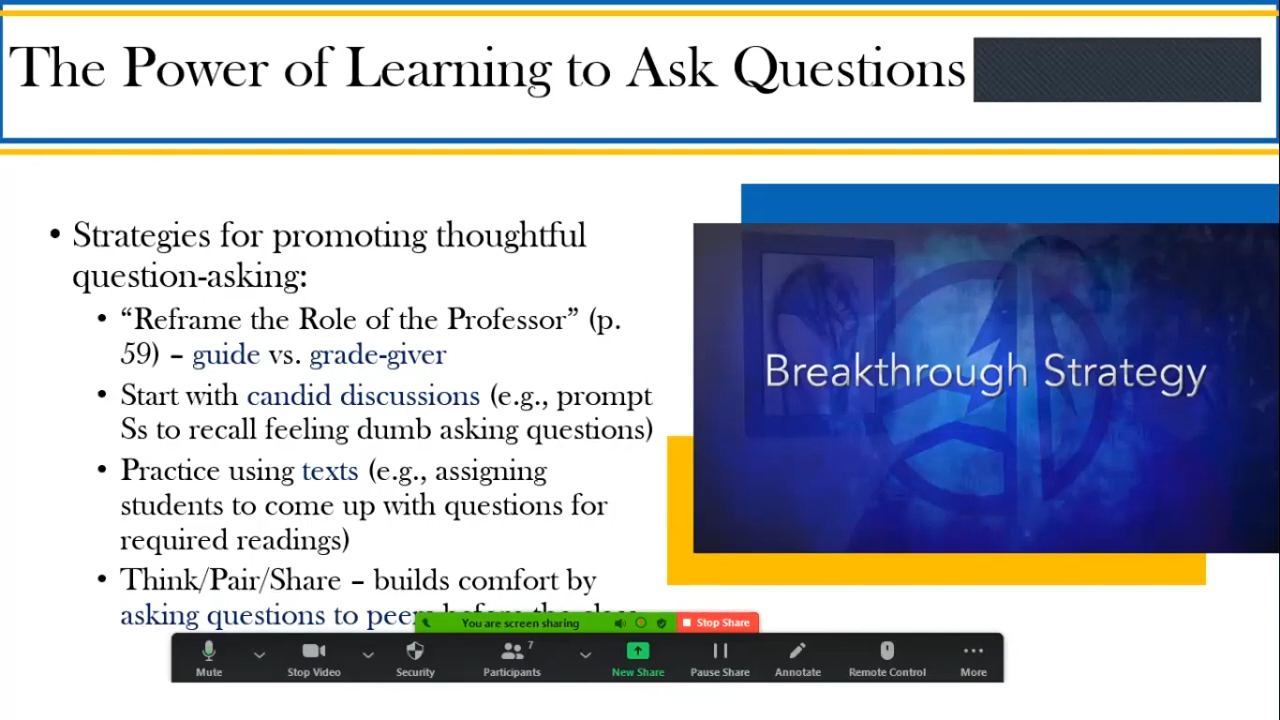 The Power of Learning to Ask Questions
• Strategies for promoting thoughtful
question-asking:
• “Reframe the Role of the Professor” (p.
59) – guide vs. grade-giver
• Start with candid discussions (e.g., prompt
Ss to recall feeling dumb asking questions)
• Practice using texts (e.g., assigning
students to come up with questions for
required readings)
• Think/Pair/Share – builds comfort by
asking questions to peers before the class
Breakthrough Strategy
You are screen sharing
Stop Share
Mute
Stop Video
Security
Participants
7
New Share
Pause Share
Annotate
Remote Control
More